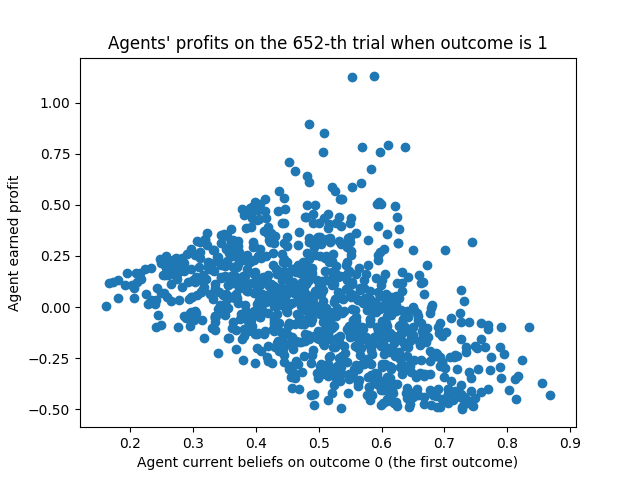 Agents' profits on the 652-th trial when outcome is 1
1.00
0.75
0.50
0.25
0.00
−0.25
−0.50
Agent earned profit
0.2 0.3 0.4 0.5 0.6 0.7 0.8 0.9
Agent current beliefs on outcome 0 (the first outcome)